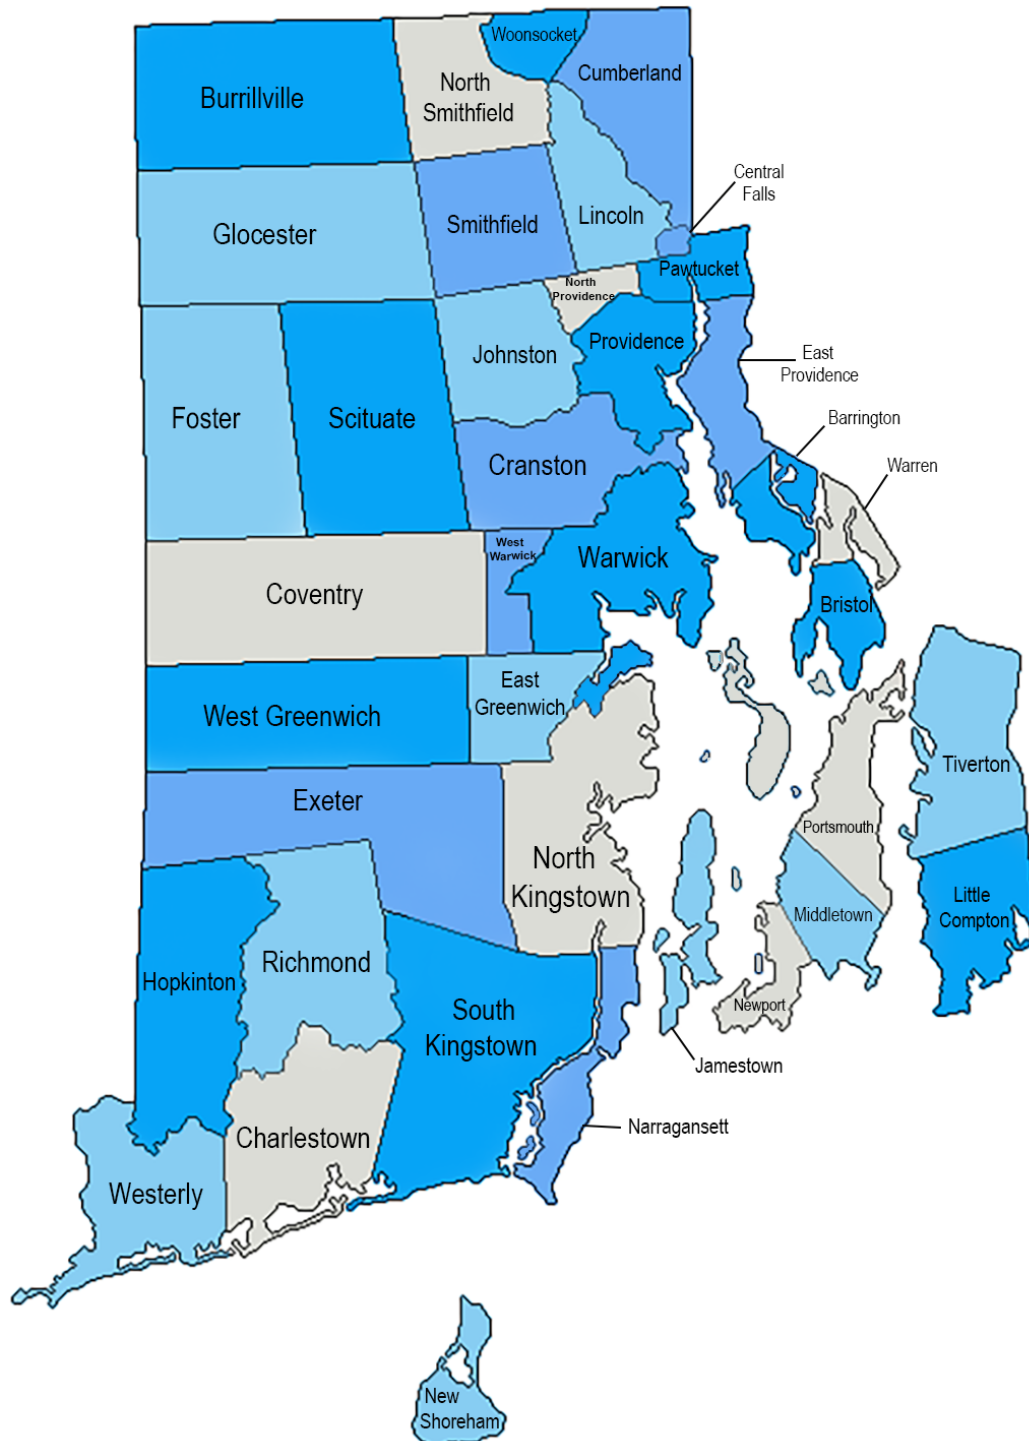 Woonsocket
Cumberland
Burrillville
North
Smithfield
Central
Falls
Lincoln
Smithfield
Glocester
Pawtucket
North
Providence
Providence
East
Providence
Johnston
Foster
Scituate
Barrington
Cranston
Warren
West
Warwick
Warwick
Coventry
Bristol
East
Greenwich
West Greenwich
Tiverton
Exeter
Portsmouth
North
Kingstown
Little
Compton
Middletown
Richmond
Hopkinton
Newport
South
Kingstown
Jamestown
Narragansett
Charlestown
Westerly
New
Shoreham